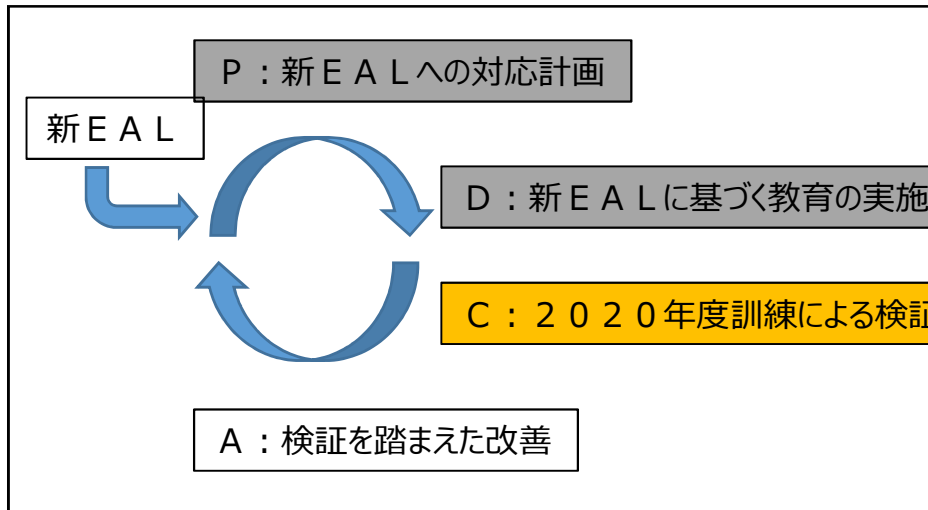 P：新EALへの対応計画
新EAL
D：新EALに基づく教育の実施
C：2020年度訓練による検証
A：検証を踏まえた改善